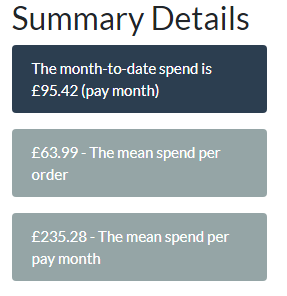 Summary Details
The month-to-date spend is
£95.42 (pay month)
£63.99 - The mean spend per
order
£235.28 - The mean spend per
pay month